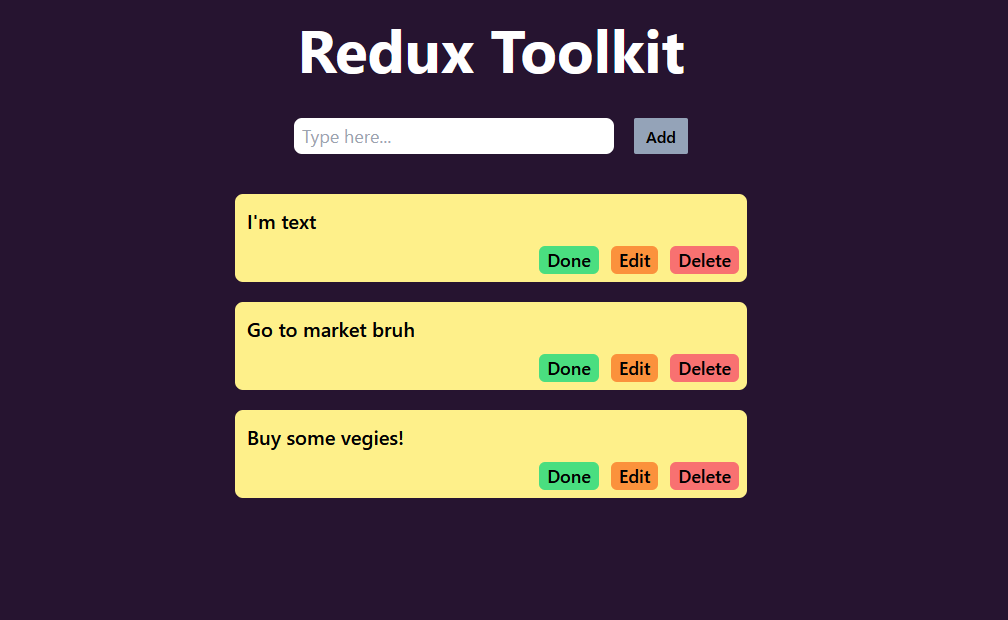 Redux Toolkit
Type here...
Add
I'm text
Done Edit Delete
Go to market bruh
Done Edit Delete
Buy some vegies!
Done Edit Delete